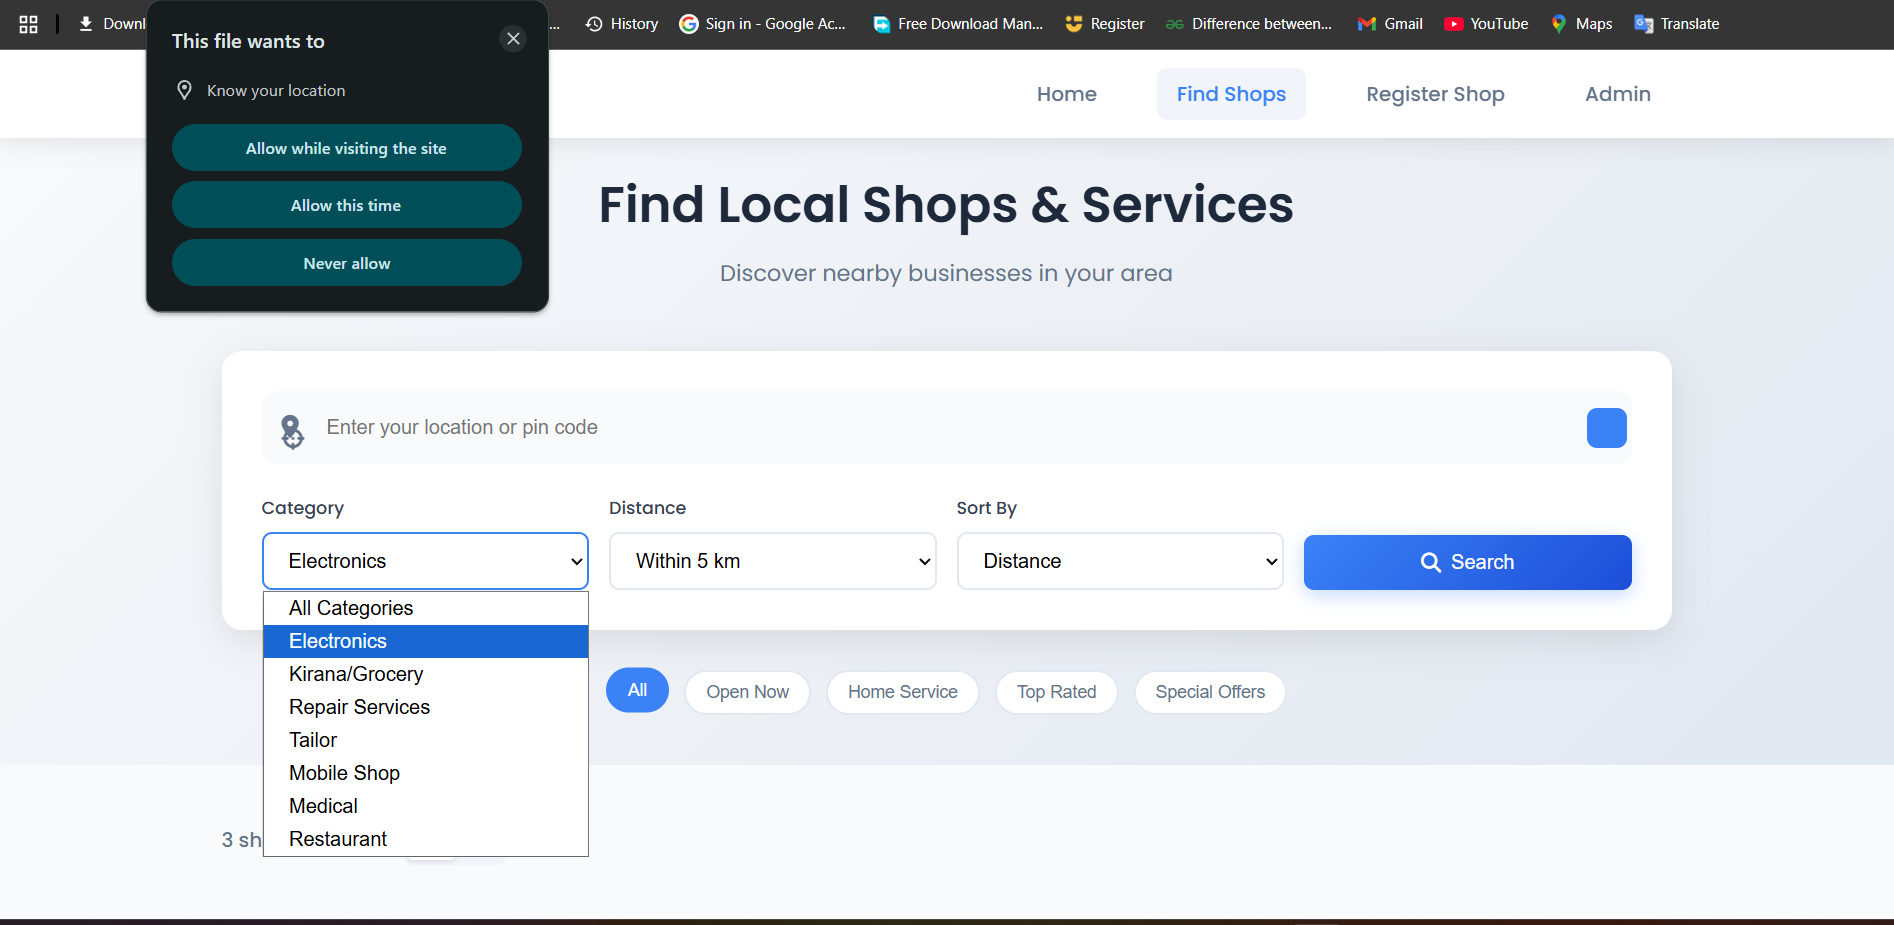 Downl
...
History
Sign in - Google Ac...
Free Download Man...
Register
Difference between...
Gmail
YouTube
Maps
Translate
This file wants to
Know your location
Allow while visiting the site
Allow this time
Never allow
Home
Find Shops
Register Shop
Admin
Find Local Shops & Services
Discover nearby businesses in your area
Enter your location or pin code
Category
Distance
Sort By
Electronics
Within 5 km
Distance
Search
All Categories
Electronics
Kirana/Grocery
Repair Services
Tailor
Mobile Shop
Medical
Restaurant
All
Open Now
Home Service
Top Rated
Special Offers
3 sh